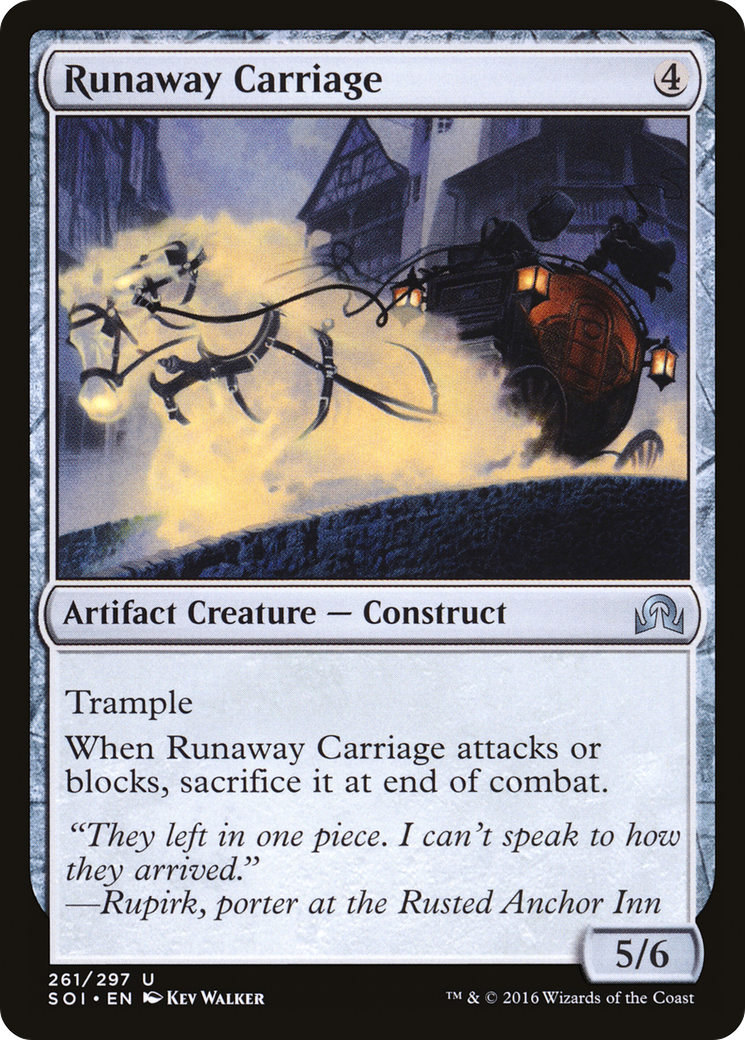 Runaway Carriage 4
Artifact Creature — Construct
Trample
When Runaway Carriage attacks or
blocks, sacrifice it at end of combat.
“They left in one piece. I can’t speak to how
they arrived.”
—Rupirk, porter at the Rusted Anchor Inn
5/6
261/297 U
SOI • EN Kev Walker
™ & © 2016 Wizards of the Coast